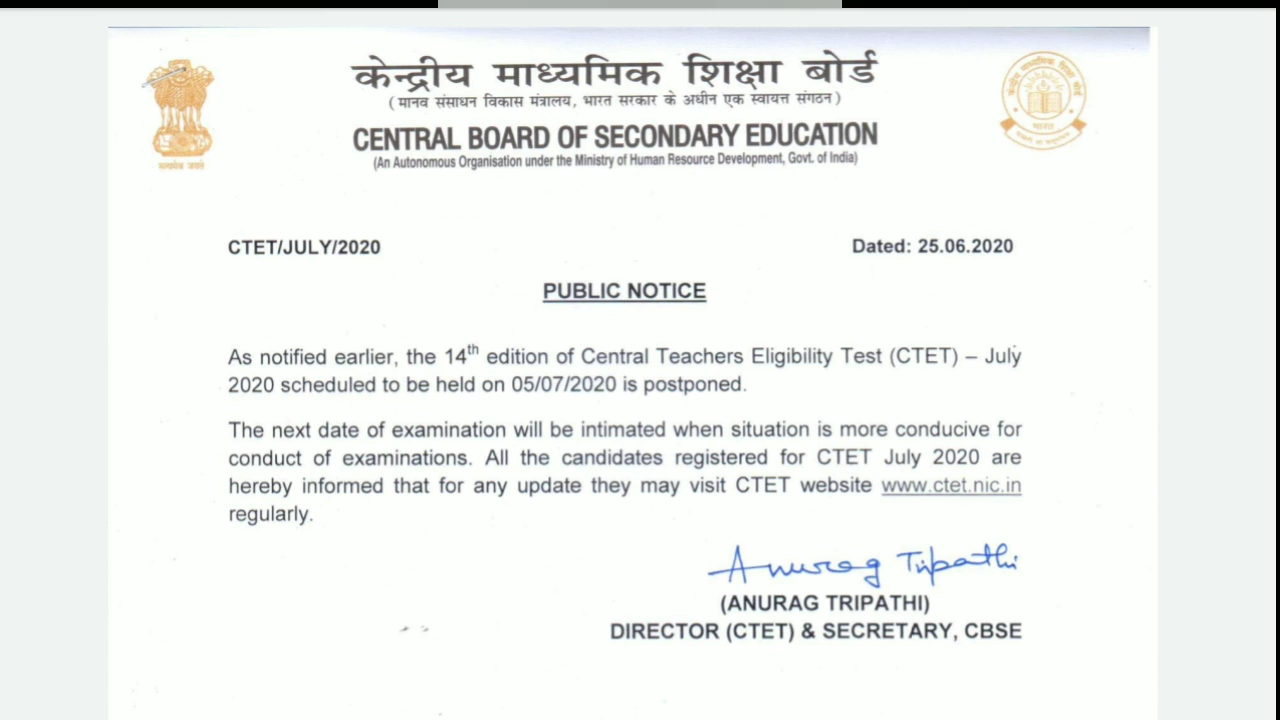 केन्द्रीय माध्यमिक शिक्षा बोर्ड
(मानव संसाधन विकास मंत्रालय, भारत सरकार के अधीन एक स्वायत्त संगठन)
CENTRAL BOARD OF SECONDARY EDUCATION
(An Autonomous Organisation under the Ministry of Human Resource Development, Govt. of India)
सत्यमेव जयते
भारत
CTET/JULY/2020 Dated: 25.06.2020
PUBLIC NOTICE
As notified earlier, the 14th edition of Central Teachers Eligibility Test (CTET) – July
2020 scheduled to be held on 05/07/2020 is postponed.
The next date of examination will be intimated when situation is more conducive for
conduct of examinations. All the candidates registered for CTET July 2020 are
hereby informed that for any update they may visit CTET website www.ctet.nic.in
regularly.
Anurag Tripathi
(ANURAG TRIPATHI)
DIRECTOR (CTET) & SECRETARY, CBSE